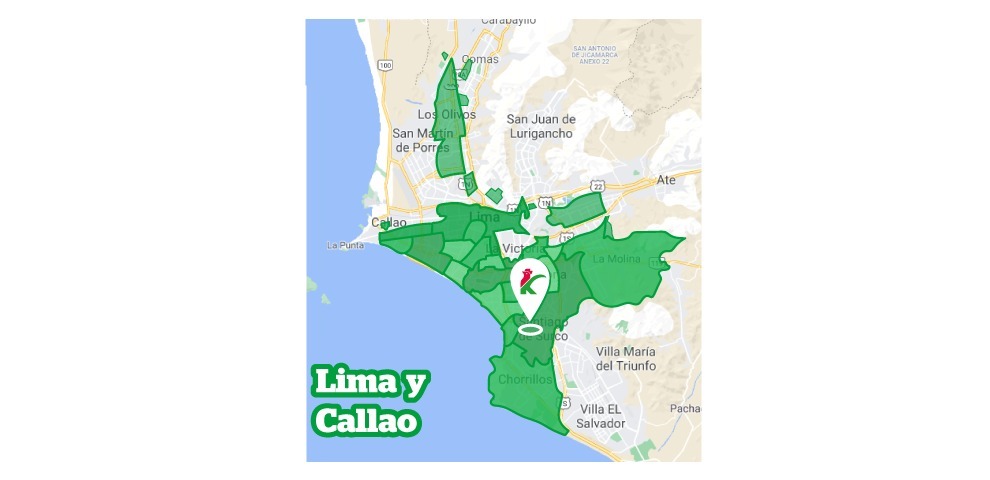 Carabayllo
SAN ANTONIO
DE JICAMARCA
ANEXO 22
Comas
100
Los Olivos
San Martín
de Porres
San Juan de
Lurigancho
Ate
22
1N
Callao
Lima
La Punta
1S
La Victoria
La Molina
Santiago
de Surco
Villa María
del Triunfo
Chorrillos
Lima y
Callao
Villa EL
Salvador
Pacha